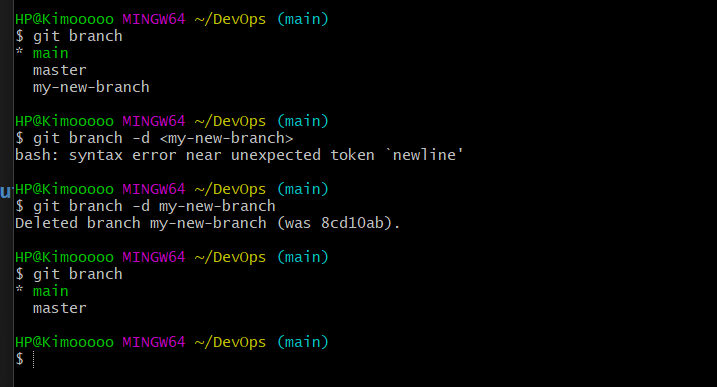 HP@Kimooooo MINGW64 ~/DevOps (main)
$ git branch
* main
  master
  my-new-branch

HP@Kimooooo MINGW64 ~/DevOps (main)
$ git branch -d <my-new-branch>
bash: syntax error near unexpected token `newline'

HP@Kimooooo MINGW64 ~/DevOps (main)
$ git branch -d my-new-branch
Deleted branch my-new-branch (was 8cd10ab).

HP@Kimooooo MINGW64 ~/DevOps (main)
$ git branch
* main
  master

HP@Kimooooo MINGW64 ~/DevOps (main)
$